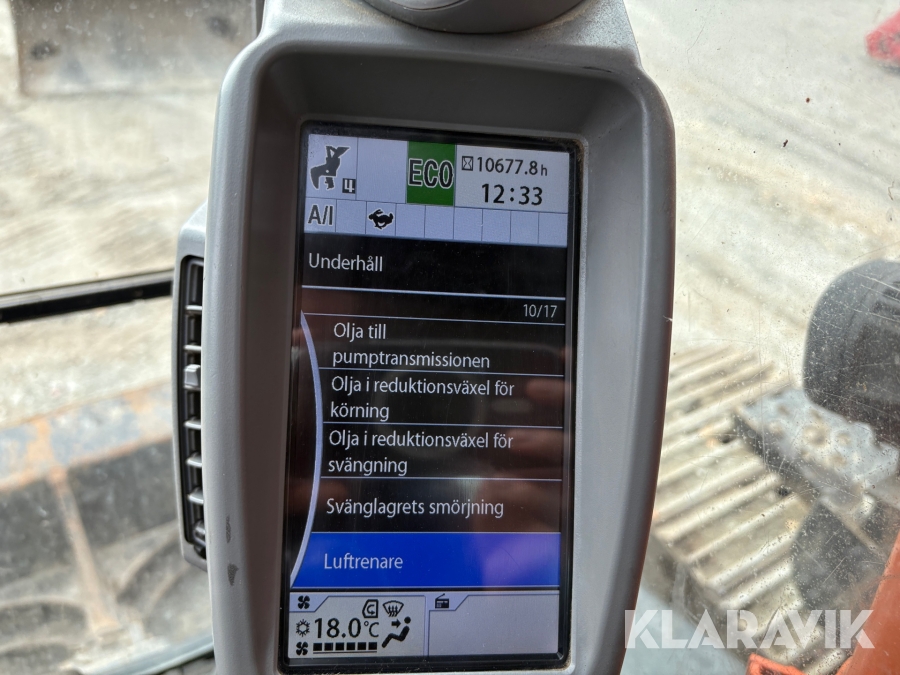 4
ECO
10677.8h
12:33
A/I
Underhåll
10/17
Olja till
pumptransmissionen
Olja i reduktionsväxel för
körning
Olja i reduktionsväxel för
svängning
Svänglagrets smörjning
Luftrenare
18.0°C
KLARAVIK